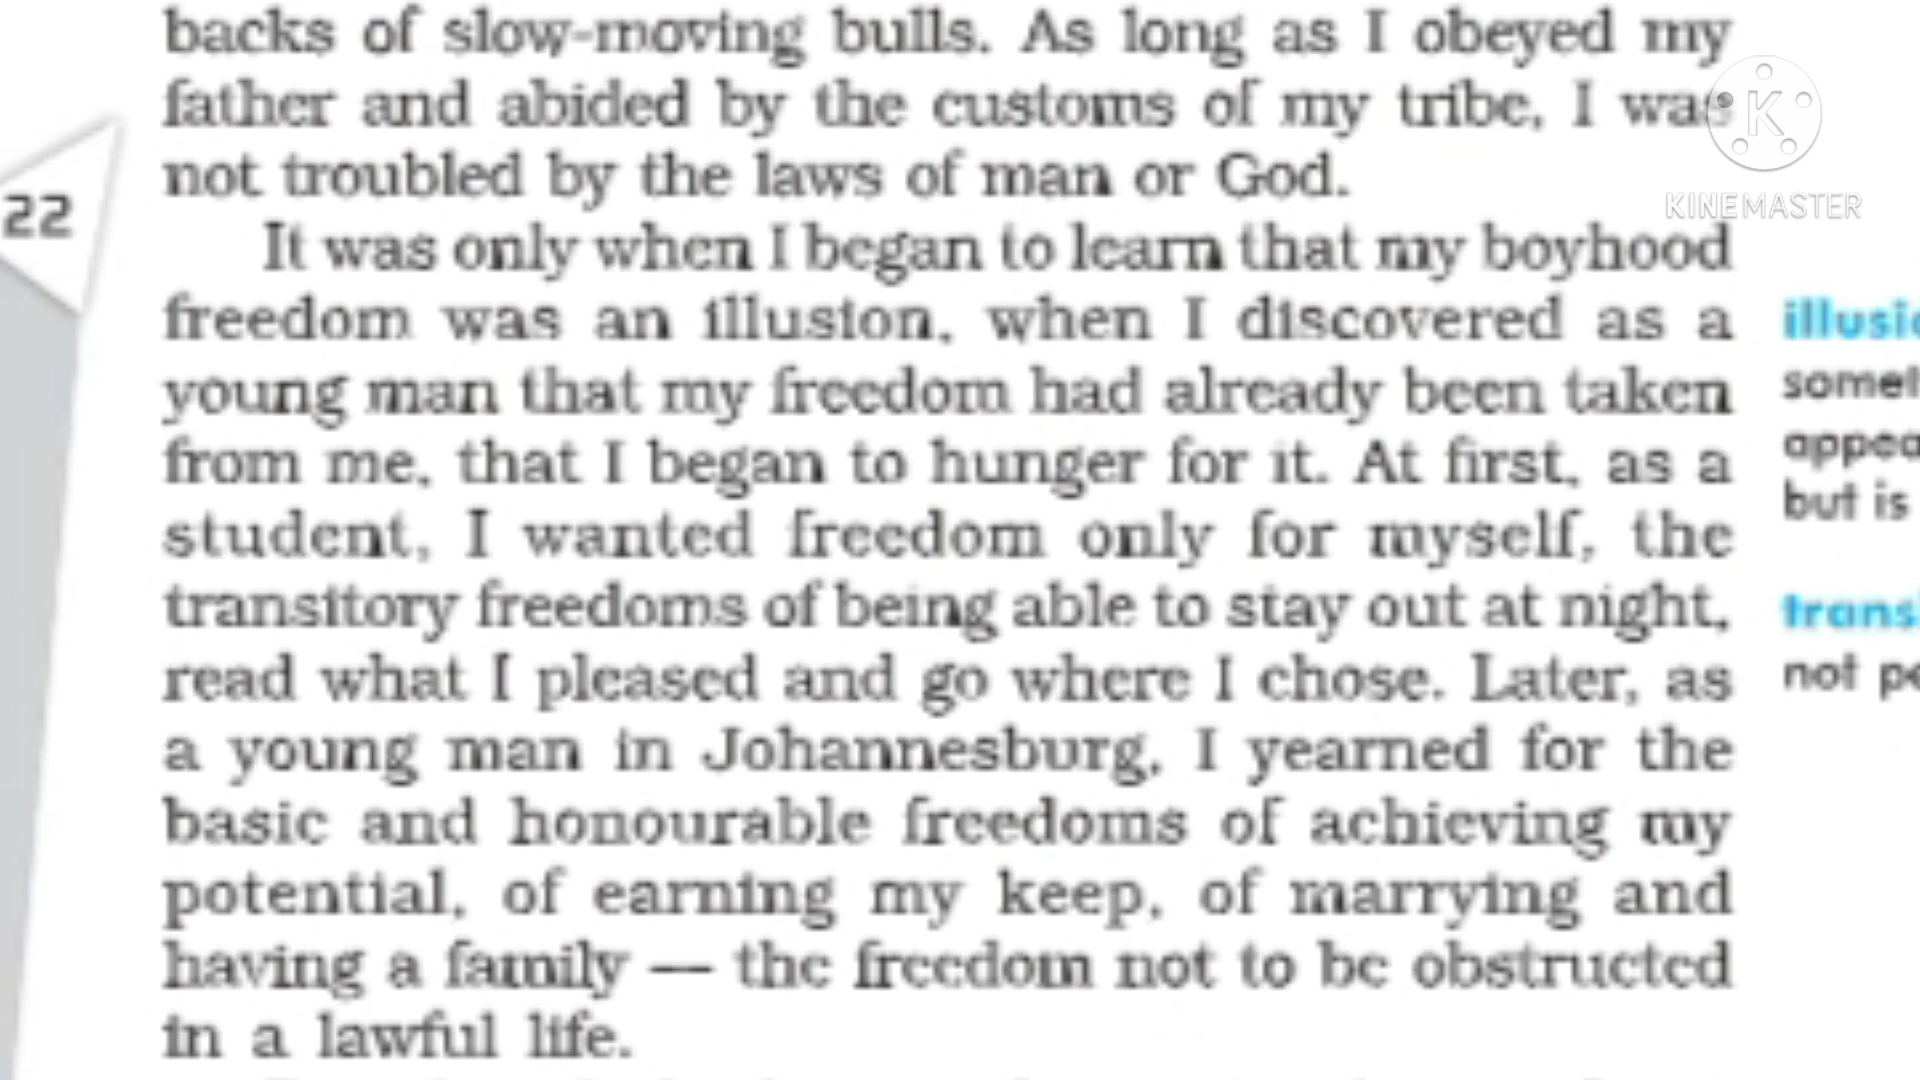 backs of slow-moving bulls. As long as I obeyed my
father and abided by the customs of my tribe, I was
not troubled by the laws of man or God.
22
It was only when I began to learn that my boyhood
freedom was an illusion, when I discovered as a
young man that my freedom had already been taken
from me, that I began to hunger for it. At first, as a
student, I wanted freedom only for myself, the
transitory freedoms of being able to stay out at night,
read what I pleased and go where I chose. Later, as
a young man in Johannesburg, I yearned for the
basic and honourable freedoms of achieving my
potential, of earning my keep, of marrying and
having a family — the freedom not to be obstructed
in a lawful life.
but is
not
K
KINEMASTER